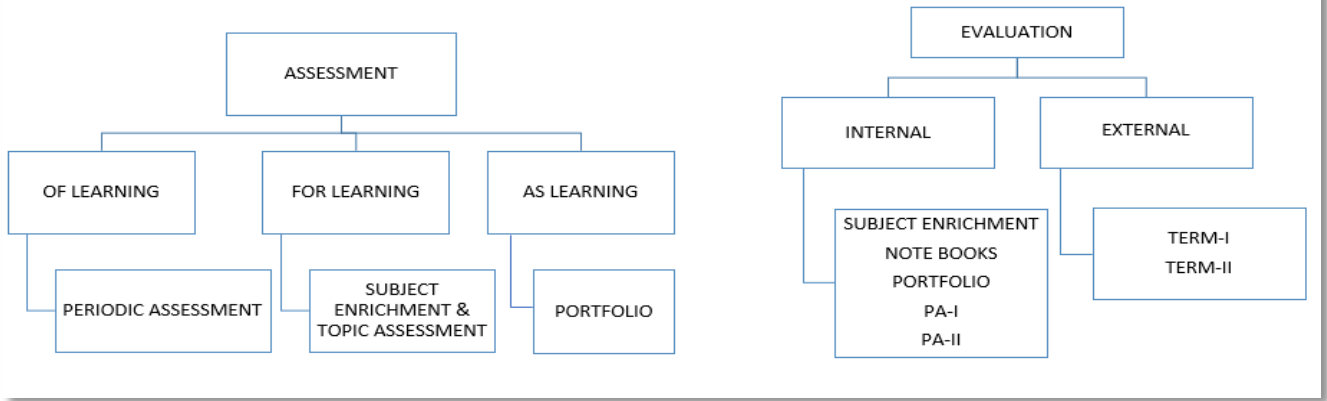 ASSESSMENT
OF LEARNING
FOR LEARNING
AS LEARNING
PERIODIC ASSESSMENT
SUBJECT
ENRICHMENT &
TOPIC ASSESSMENT
PORTFOLIO
EVALUATION
INTERNAL
EXTERNAL
SUBJECT ENRICHMENT
NOTE BOOKS
PORTFOLIO
PA-I
PA-II
TERM-I
TERM-II